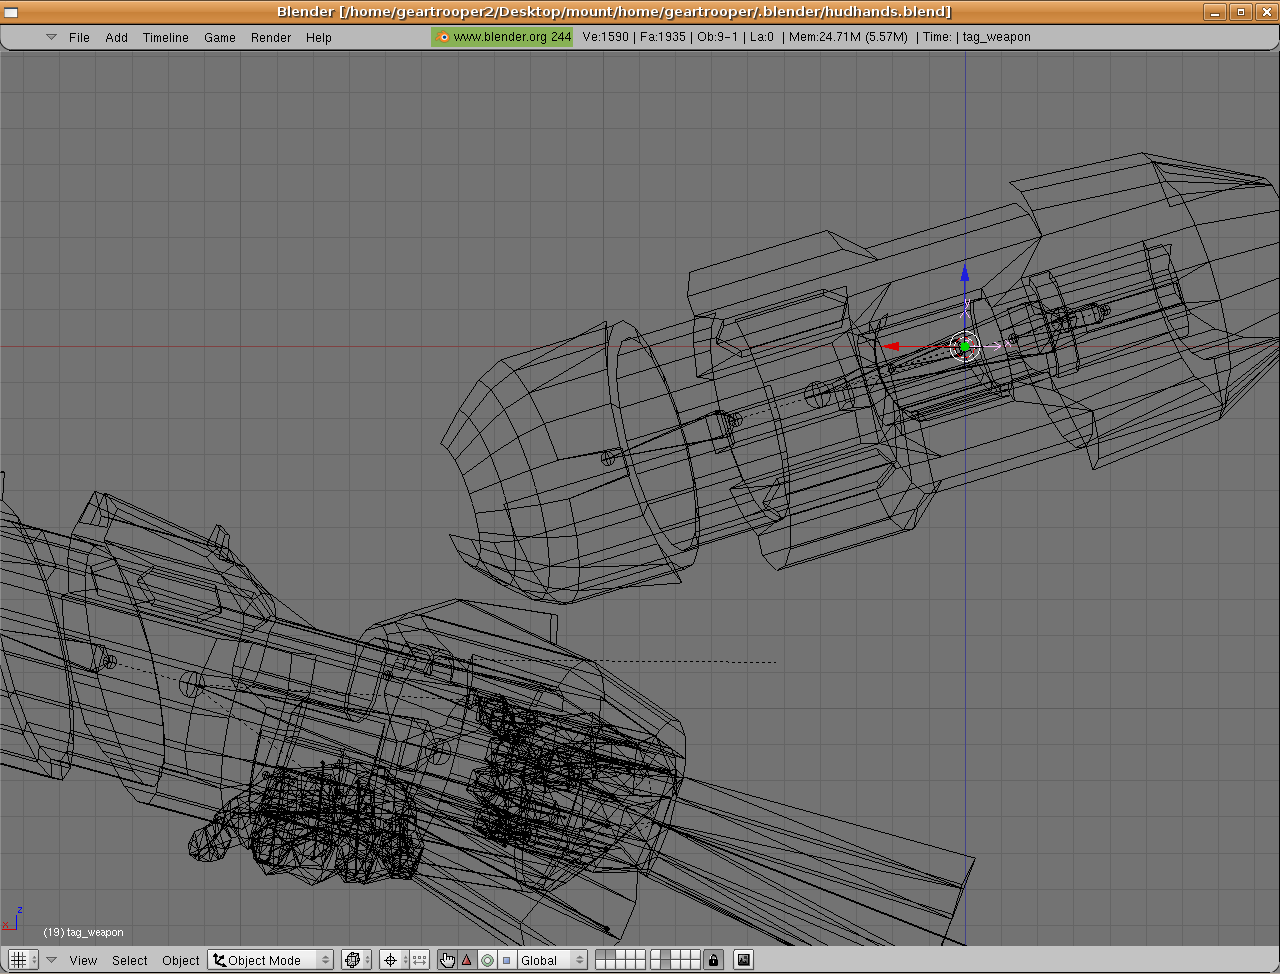 Blender [/home/geartrooper2/Desktop/mount/home/geartrooper/.blender/hudhands.blend]
File Add Timeline Game Render Help www.blender.org 244 Ve:1590 | Fa:1935 | Ob:9-1 | La:0 | Mem:24.71M (5.57M) | Time: | tag_weapon
z
x
(19) tag_weapon
View Select Object Object Mode Global